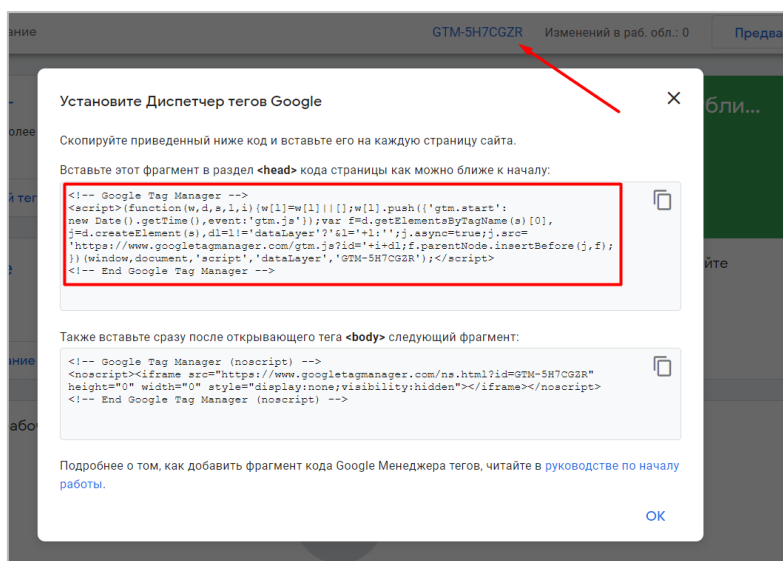 ание
GTM-5H7CGZR Изменений в раб. обл.: 0 Предва
бли...
олее
й тег
йте
ание
або
Установите Диспетчер тегов Google
Скопируйте приведенный ниже код и вставьте его на каждую страницу сайта.
Вставьте этот фрагмент в раздел <head> кода страницы как можно ближе к началу:
<!-- Google Tag Manager -->
<script>(function(w,d,s,l,i){w[l]=w[l]||[];w[l].push({'gtm.start':
new Date().getTime(),event:'gtm.js'});var f=d.getElementsByTagName(s)[0],
j=d.createElement(s),dl=l!='dataLayer'?'&l='+l:'';j.async=true;j.src=
'https://www.googletagmanager.com/gtm.js?id='+i+dl;f.parentNode.insertBefore(j,f);
})(window,document,'script','dataLayer','GTM-5H7CGZR');</script>
<!-- End Google Tag Manager -->
Также вставьте сразу после открывающего тега <body> следующий фрагмент:
<!-- Google Tag Manager (noscript) -->
<noscript><iframe src="https://www.googletagmanager.com/ns.html?id=GTM-5H7CGZR"
height="0" width="0" style="display:none;visibility:hidden"></iframe></noscript>
<!-- End Google Tag Manager (noscript) -->
Подробнее о том, как добавить фрагмент кода Google Менеджера тегов, читайте в руководстве по началу
работы.
OK